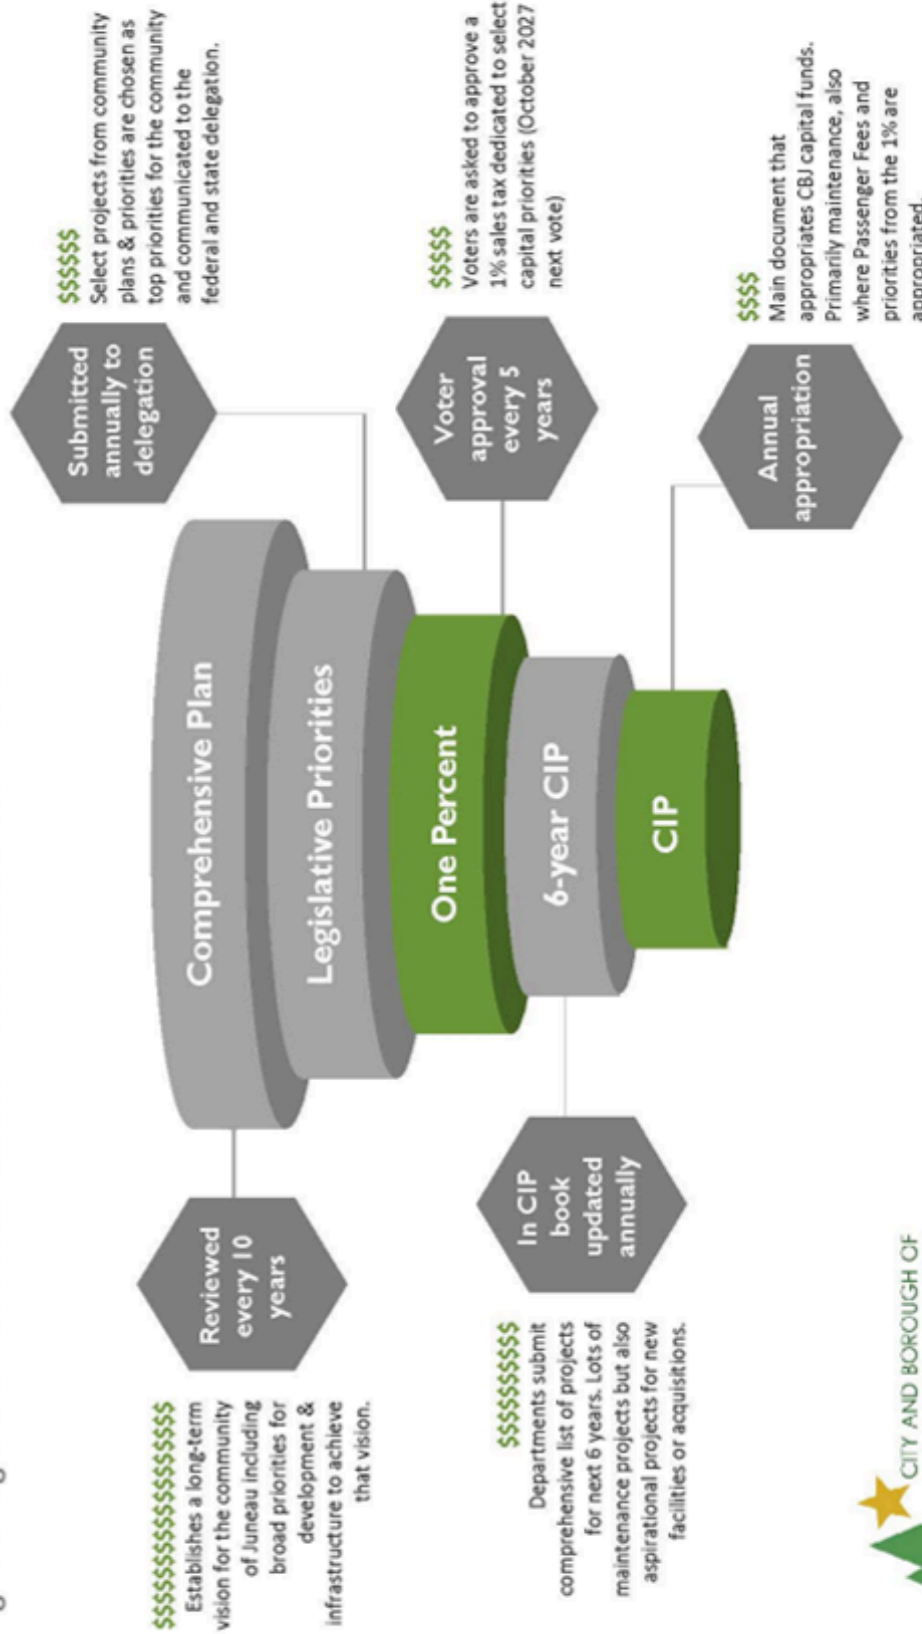 $$$$$$$$$$$$$$$$$$$
Establishes a long-term
vision for the community
of Juneau including
broad priorities for
development &
infrastructure to achieve
that vision.
Reviewed
every 10
years
Comprehensive Plan
Legislative Priorities
One Percent
6-year CIP
CIP
Submitted
annually to
delegation
$$$$$$
Select projects from community
plans & priorities are chosen as
top priorities for the community
and communicated to the
federal and state delegation.
Voter
approval
every 5
years
$$$$$
Voters are asked to approve a
1% sales tax dedicated to select
capital priorities (October 2027
next vote)
$$$$$$$$$$
Departments submit
comprehensive list of projects
for next 6 years. Lots of
maintenance projects but also
aspirational projects for new
facilities or acquisitions.
In CIP
book
updated
annually
Annual
appropriation
$$$$
Main document that
appropriates CBJ capital funds.
Primarily maintenance, also
where Passenger Fees and
priorities from the 1% are
appropriated.
CITY AND BOROUGH OF